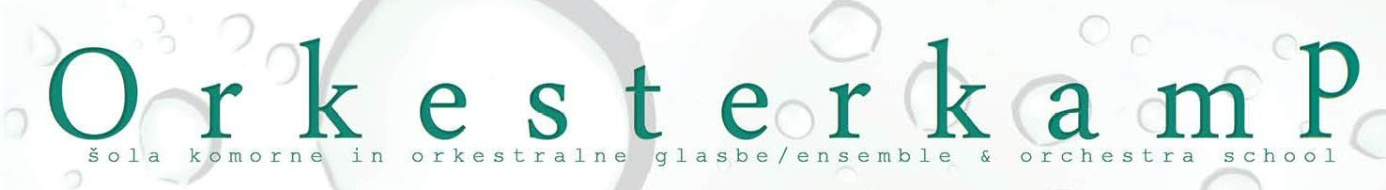 Orkesterkamp
šola komorne in orkestralne glasbe/ensemble & orchestra school